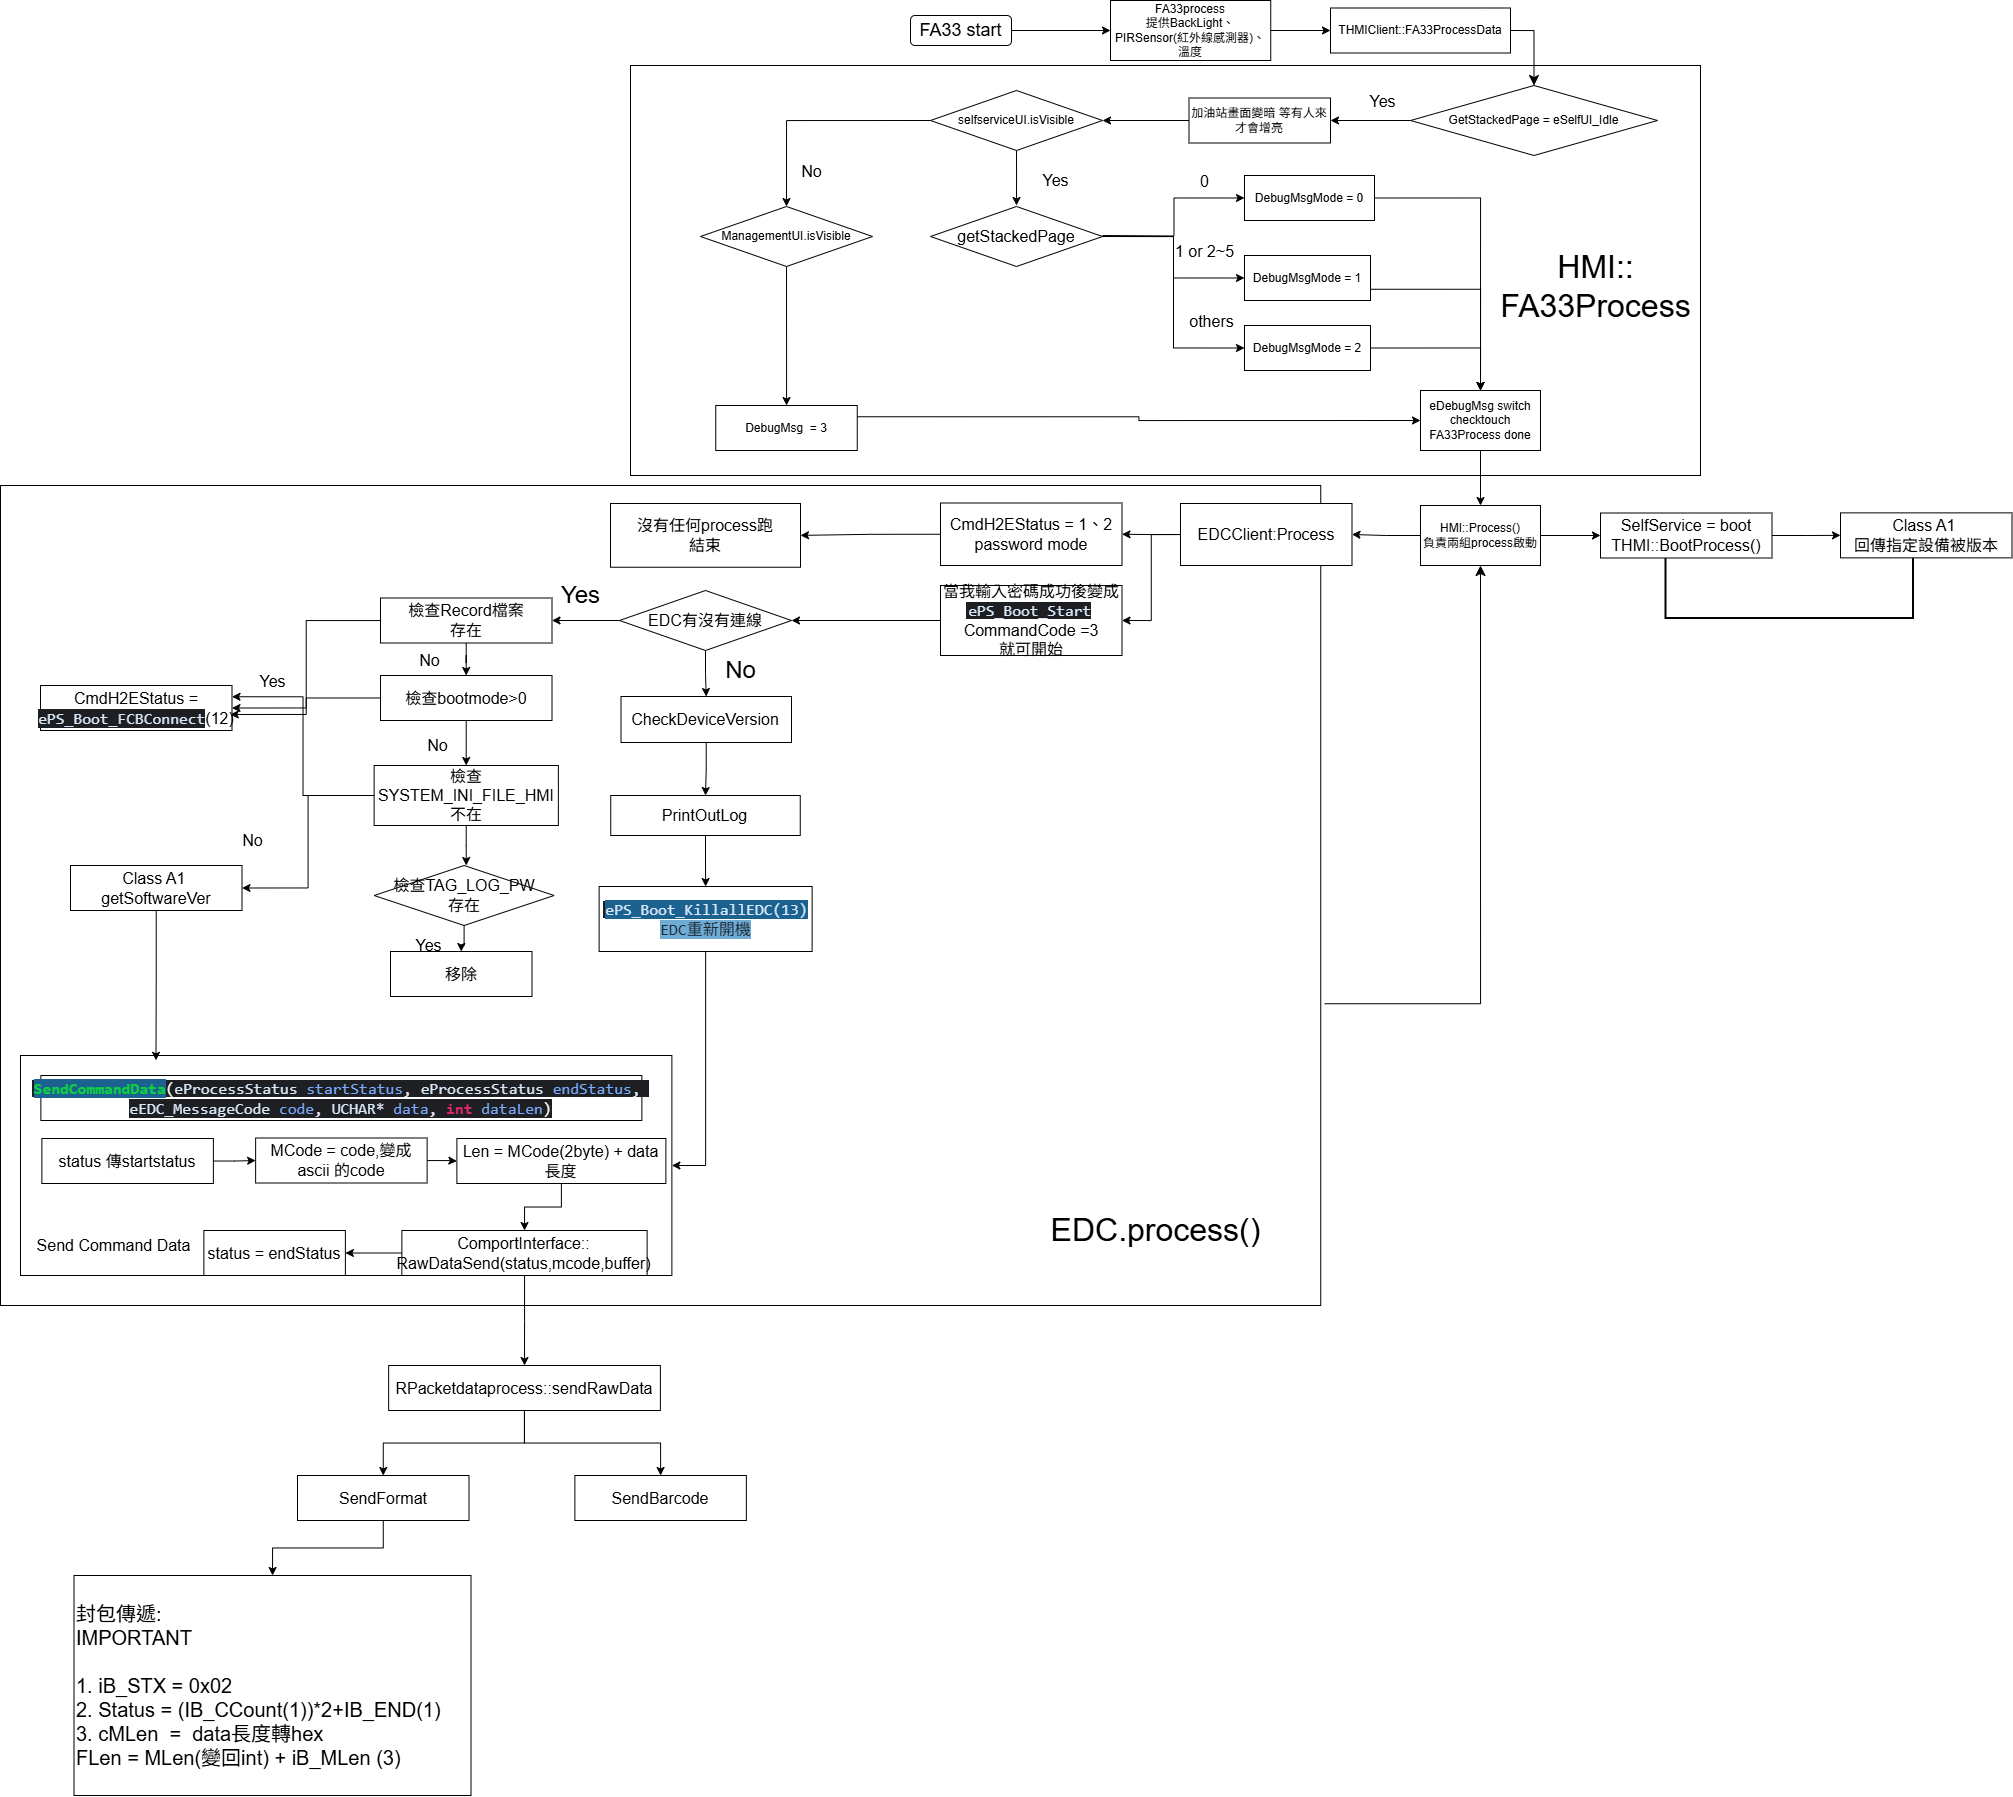 FA33 start
FA33process
提供BackLight、
PIRSensor(紅外線感測器)、
溫度
THMIClient::FA33ProcessData
GetStackedPage = eSelfUI_Idle
Yes
加油站畫面變暗 等有人來
才會增亮
selfserviceUI.isVisible
No
Yes
ManagementUI.isVisible
getStackedPage
0
DebugMsgMode = 0
1 or 2~5
DebugMsgMode = 1
others
DebugMsgMode = 2
HMI::
FA33Process
DebugMsg  = 3
eDebugMsg switch
checktouch
FA33Process done
HMI::Process()
負責兩組process啟動
SelfService = boot
THMI::BootProcess()
Class A1
回傳指定設備被版本
EDCClient:Process
CmdH2EStatus = 1、2
password mode
沒有任何process跑
結束
當我輸入密碼成功後變成
ePS_Boot_Start
CommandCode =3
就可開始
EDC有沒有連線
Yes
No
檢查Record檔案
存在
No
檢查bootmode>0
Yes
CmdH2EStatus =
ePS_Boot_FCBConnect(12)
No
檢查
SYSTEM_INI_FILE_HMI
不在
No
Class A1
getSoftwareVer
檢查TAG_LOG_PW
存在
Yes
移除
CheckDeviceVersion
PrintOutLog
ePS_Boot_KillallEDC(13)
EDC重新開機
SendCommandData(eProcessStatus startStatus, eProcessStatus endStatus,
eEDC_MessageCode code, UCHAR* data, int dataLen)
status 傳startstatus
MCode = code,變成
ascii 的code
Len = MCode(2byte) + data
長度
Send Command Data
status = endStatus
ComportInterface::
RawDataSend(status,mcode,buffer)
EDC.process()
RPacketdataprocess::sendRawData
SendFormat
SendBarcode
封包傳遞:
IMPORTANT
1. iB_STX = 0x02
2. Status = (IB_CCount(1))*2+IB_END(1)
3. cMLen  =  data長度轉hex
FLen = MLen(變回int) + iB_MLen (3)